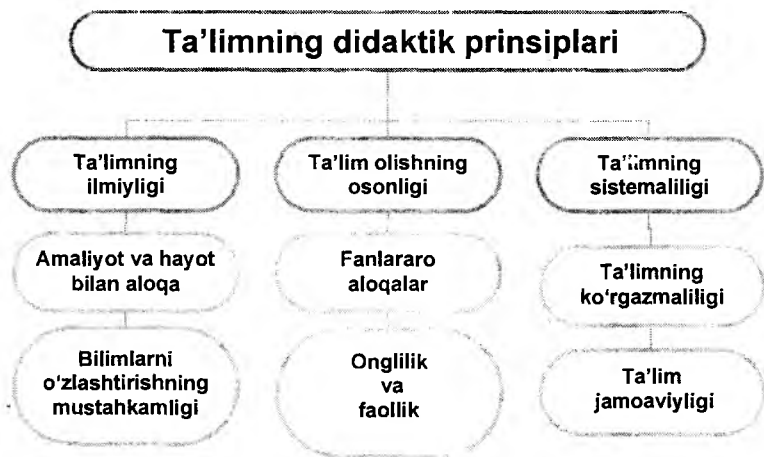 Ta’limning didaktik prinsiplari
Ta’limning
ilmiyligi
Ta’lim olishning
osonligi
Ta’limning
sistemaliligi
Amaliyot va hayot
bilan aloqa
Fanlararo
aloqalar
Ta’limning
ko‘rgazmaliligi
Bilimlarni
o‘zlashtirishning
mustahkamligi
Onglilik
va
faollik
Ta’lim
jamoaviyligi